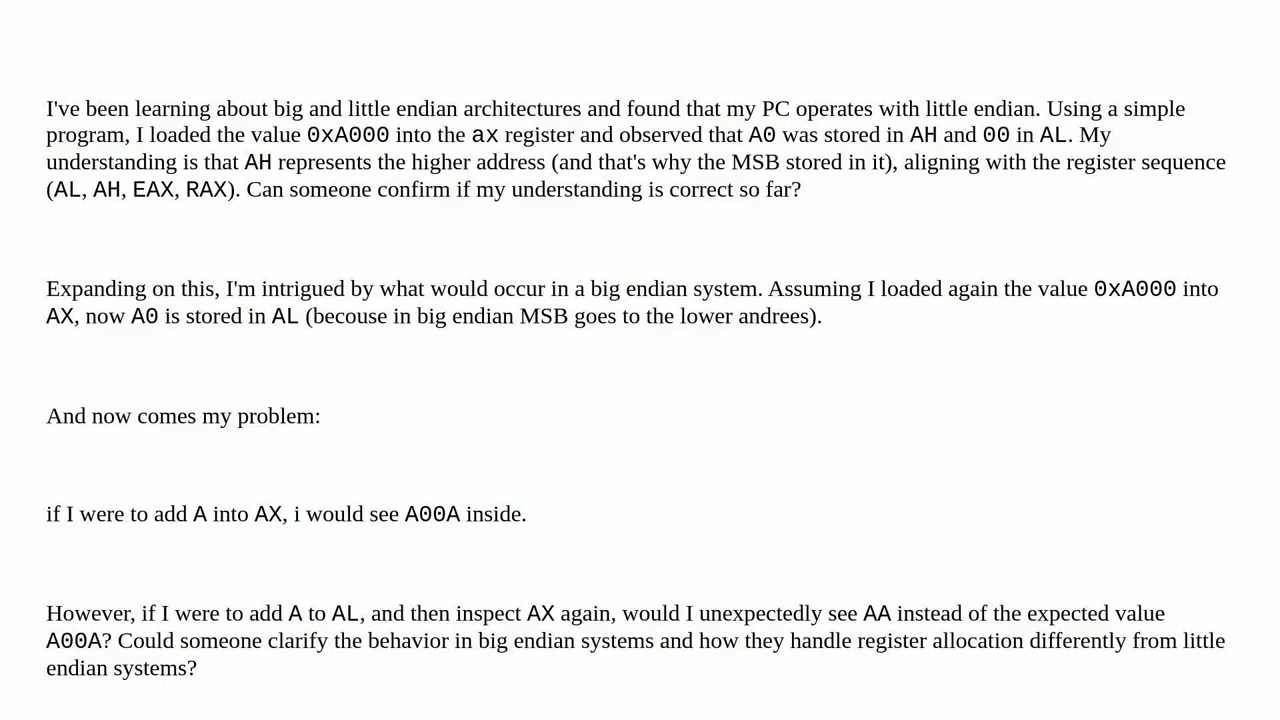 I've been learning about big and little endian architectures and found that my PC operates with little endian. Using a simple
program, I loaded the value 0xA000 into the ax register and observed that A0 was stored in AH and 00 in AL. My
understanding is that AH represents the higher address (and that's why the MSB stored in it), aligning with the register sequence
(AL, AH, EAX, RAX). Can someone confirm if my understanding is correct so far?
Expanding on this, I'm intrigued by what would occur in a big endian system. Assuming I loaded again the value 0xA000 into
AX, now A0 is stored in AL (becouse in big endian MSB goes to the lower andrees).
And now comes my problem:
if I were to add A into AX, i would see A00A inside.
However, if I were to add A to AL, and then inspect AX again, would I unexpectedly see AA instead of the expected value
A00A? Could someone clarify the behavior in big endian systems and how they handle register allocation differently from little
endian systems?